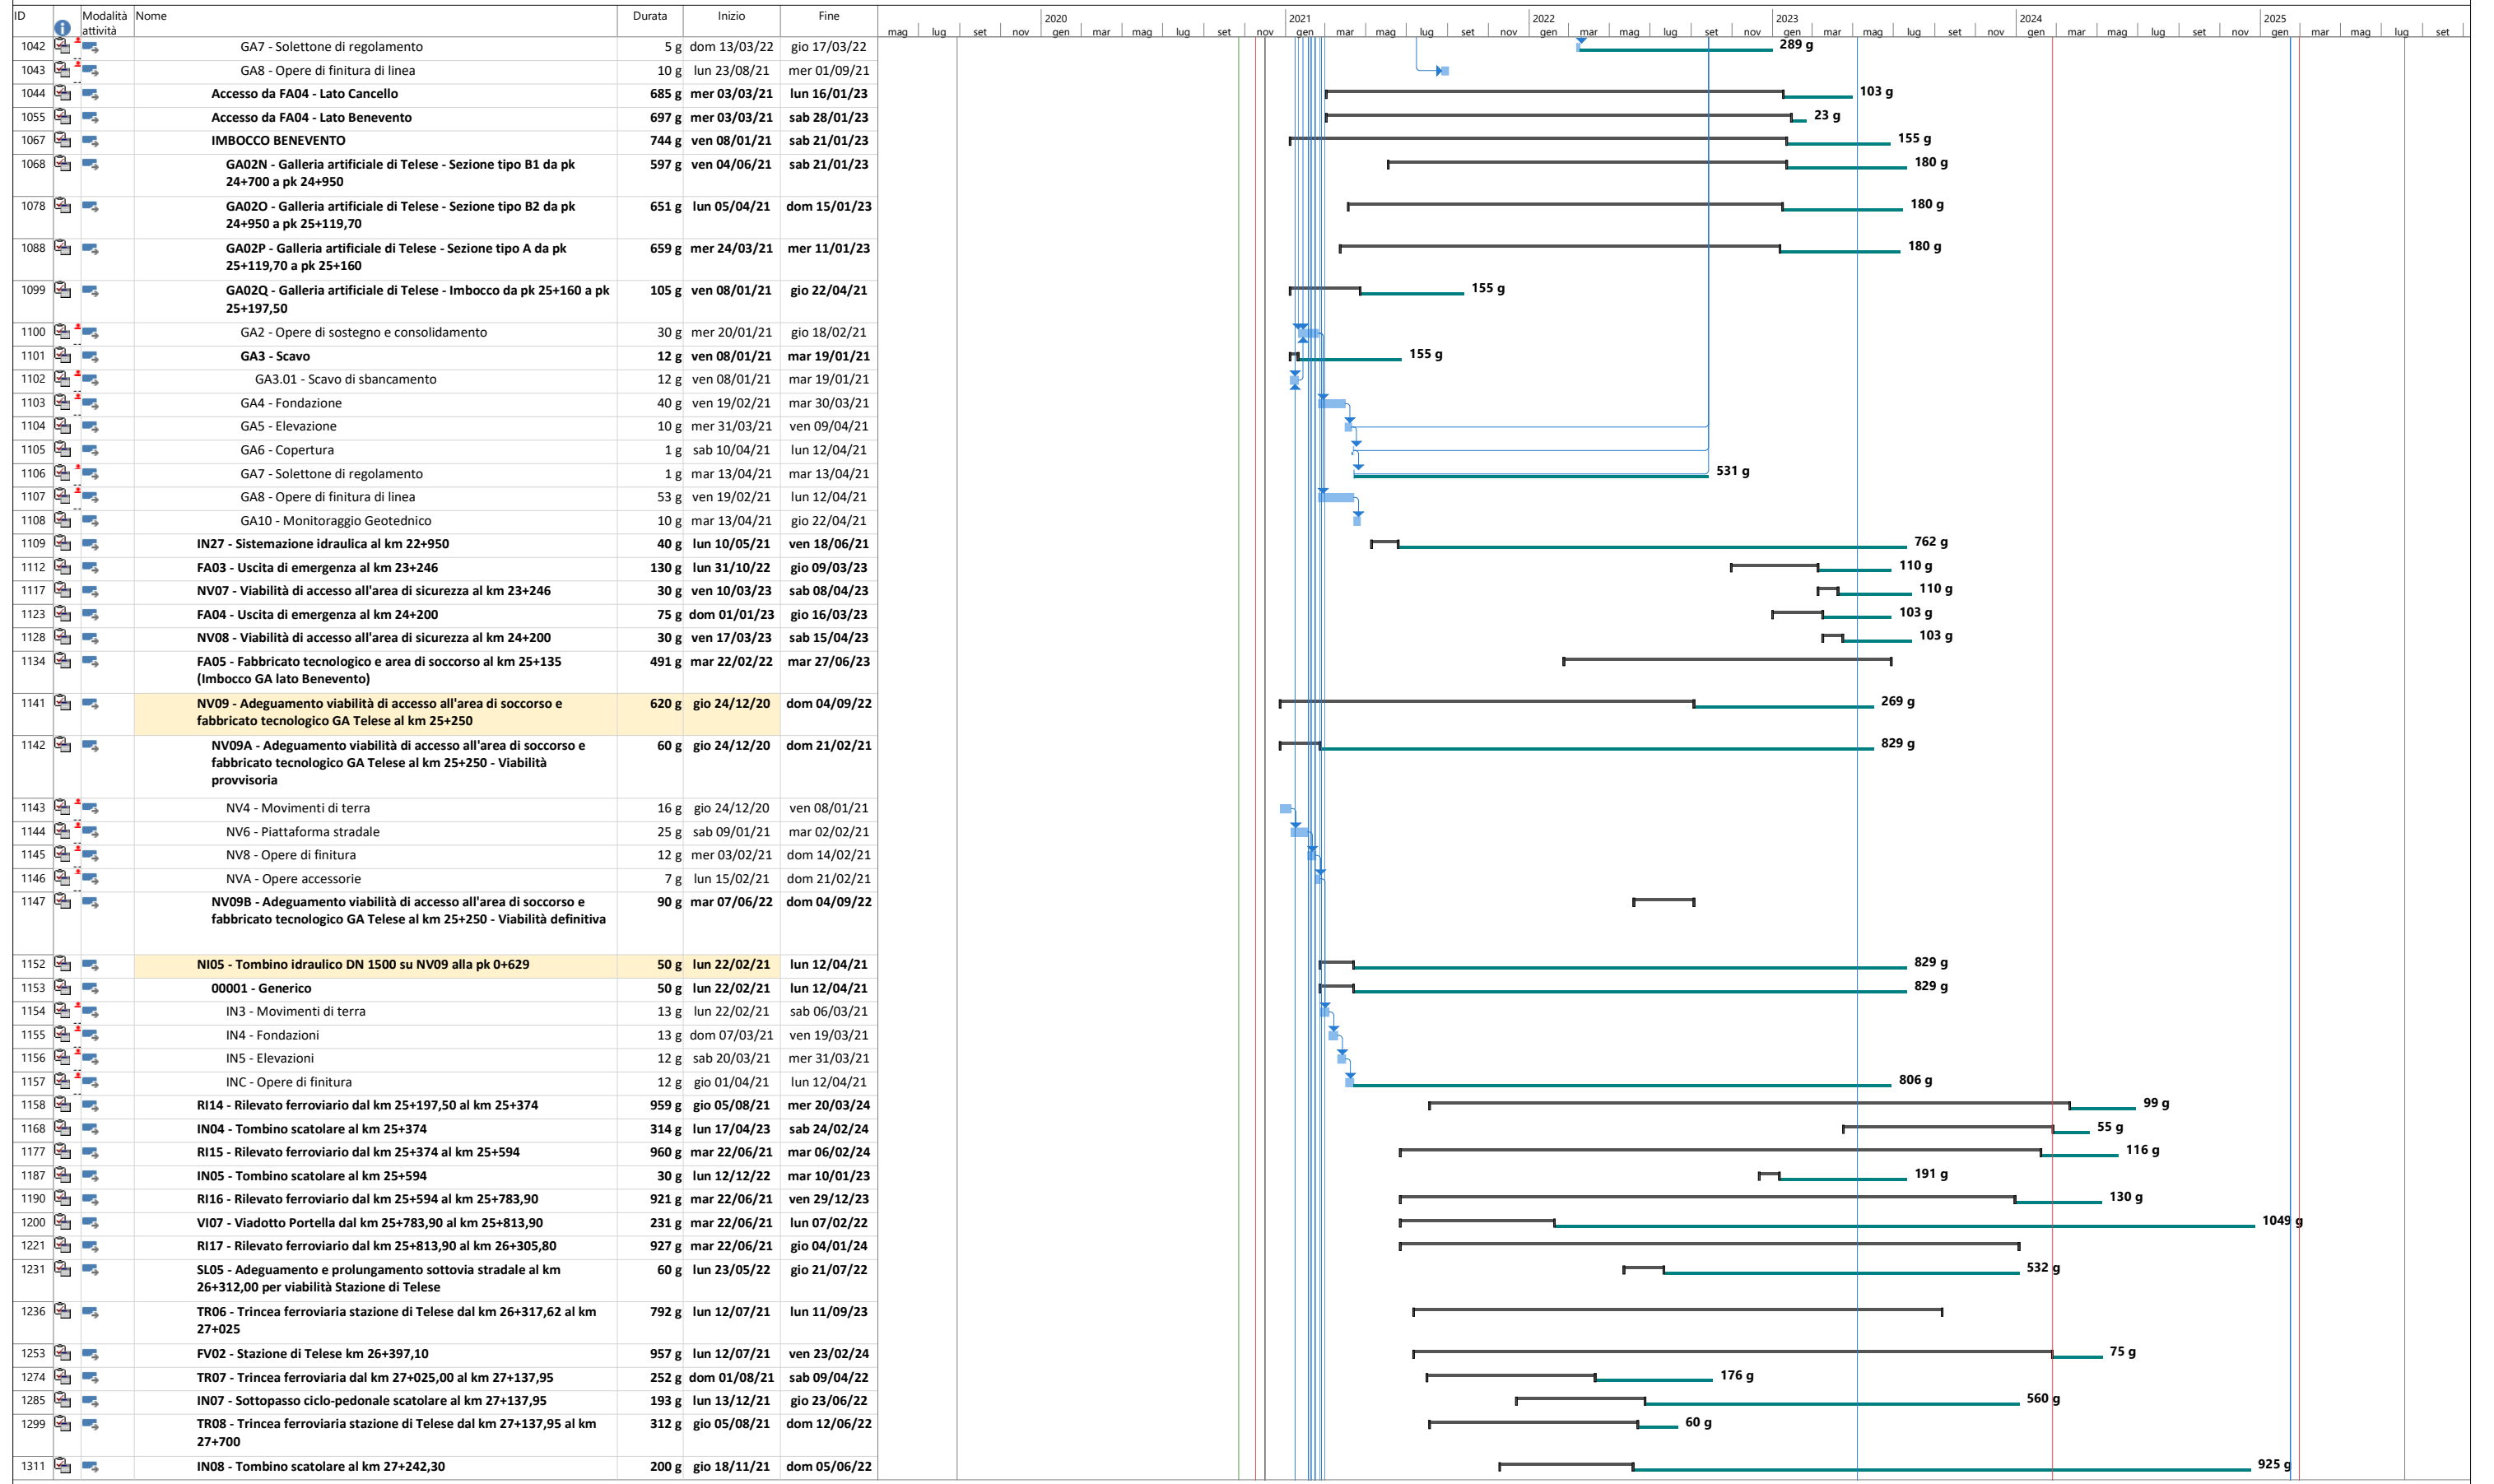 ID Modalità attività Nome Durata Inizio Fine
2020 2021 2022 2023 2024 2025
mag lug set nov gen mar mag lug set nov gen mar mag lug set nov gen mar mag lug set nov gen mar mag lug set nov gen mar mag lug set nov gen mar mag lug set
1042 GA7 - Solettone di regolamento 5 g dom 13/03/22 gio 17/03/22 289 g
1043 GA8 - Opere di finitura di linea 10 g lun 23/08/21 mer 01/09/21
1044 Accesso da FA04 - Lato Cancello 685 g mer 03/03/21 lun 16/01/23 103 g
1055 Accesso da FA04 - Lato Benevento 697 g mer 03/03/21 sab 28/01/23 23 g
1067 IMBOCCO BENEVENTO 744 g ven 08/01/21 sab 21/01/23 155 g
1068 GA02N - Galleria artificiale di Telese - Sezione tipo B1 da pk 597 g ven 04/06/21 sab 21/01/23 180 g
24+700 a pk 24+950
1078 GA02O - Galleria artificiale di Telese - Sezione tipo B2 da pk 651 g lun 05/04/21 dom 15/01/23 180 g
24+950 a pk 25+119,70
1088 GA02P - Galleria artificiale di Telese - Sezione tipo A da pk 659 g mer 24/03/21 mer 11/01/23 180 g
25+119,70 a pk 25+160
1099 GA02Q - Galleria artificiale di Telese - Imbocco da pk 25+160 a pk 105 g ven 08/01/21 gio 22/04/21 155 g
25+197,50
1100 GA2 - Opere di sostegno e consolidamento 30 g mer 20/01/21 gio 18/02/21
1101 GA3 - Scavo 12 g ven 08/01/21 mar 19/01/21 155 g
1102 GA3.01 - Scavo di sbancamento 12 g ven 08/01/21 mar 19/01/21
1103 GA4 - Fondazione 40 g ven 19/02/21 mar 30/03/21
1104 GA5 - Elevazione 10 g mer 31/03/21 ven 09/04/21
1105 GA6 - Copertura 1 g sab 10/04/21 lun 12/04/21
1106 GA7 - Solettone di regolamento 1 g mar 13/04/21 mar 13/04/21 531 g
1107 GA8 - Opere di finitura di linea 53 g ven 19/02/21 lun 12/04/21
1108 GA10 - Monitoraggio Geotednico 10 g mar 13/04/21 gio 22/04/21
1109 IN27 - Sistemazione idraulica al km 22+950 40 g lun 10/05/21 ven 18/06/21 762 g
1112 FA03 - Uscita di emergenza al km 23+246 130 g lun 31/10/22 gio 09/03/23 110 g
1117 NV07 - Viabilità di accesso all'area di sicurezza al km 23+246 30 g ven 10/03/23 sab 08/04/23 110 g
1123 FA04 - Uscita di emergenza al km 24+200 75 g dom 01/01/23 gio 16/03/23 103 g
1128 NV08 - Viabilità di accesso all'area di sicurezza al km 24+200 30 g ven 17/03/23 sab 15/04/23 103 g
1134 FA05 - Fabbricato tecnologico e area di soccorso al km 25+135 491 g mar 22/02/22 mar 27/06/23
(Imbocco GA lato Benevento)
1141 NV09 - Adeguamento viabilità di accesso all'area di soccorso e 620 g gio 24/12/20 dom 04/09/22 269 g
fabbricato tecnologico GA Telese al km 25+250
1142 NV09A - Adeguamento viabilità di accesso all'area di soccorso e 60 g gio 24/12/20 dom 21/02/21 829 g
fabbricato tecnologico GA Telese al km 25+250 - Viabilità
provvisoria
1143 NV4 - Movimenti di terra 16 g gio 24/12/20 ven 08/01/21
1144 NV6 - Piattaforma stradale 25 g sab 09/01/21 mar 02/02/21
1145 NV8 - Opere di finitura 12 g mer 03/02/21 dom 14/02/21
1146 NVA - Opere accessorie 7 g lun 15/02/21 dom 21/02/21
1147 NV09B - Adeguamento viabilità di accesso all'area di soccorso e 90 g mar 07/06/22 dom 04/09/22
fabbricato tecnologico GA Telese al km 25+250 - Viabilità definitiva
1152 NI05 - Tombino idraulico DN 1500 su NV09 alla pk 0+629 50 g lun 22/02/21 lun 12/04/21 829 g
1153 00001 - Generico 50 g lun 22/02/21 lun 12/04/21 829 g
1154 IN3 - Movimenti di terra 13 g lun 22/02/21 sab 06/03/21
1155 IN4 - Fondazioni 13 g dom 07/03/21 ven 19/03/21
1156 IN5 - Elevazioni 12 g sab 20/03/21 mer 31/03/21
1157 INC - Opere di finitura 12 g gio 01/04/21 lun 12/04/21 806 g
1158 RI14 - Rilevato ferroviario dal km 25+197,50 al km 25+374 959 g gio 05/08/21 mer 20/03/24 99 g
1168 IN04 - Tombino scatolare al km 25+374 314 g lun 17/04/23 sab 24/02/24 55 g
1177 RI15 - Rilevato ferroviario dal km 25+374 al km 25+594 960 g mar 22/06/21 mar 06/02/24 116 g
1187 IN05 - Tombino scatolare al km 25+594 30 g lun 12/12/22 mar 10/01/23 191 g
1190 RI16 - Rilevato ferroviario dal km 25+594 al km 25+783,90 921 g mar 22/06/21 ven 29/12/23 130 g
1200 VI07 - Viadotto Portella dal km 25+783,90 al km 25+813,90 231 g mar 22/06/21 lun 07/02/22 1049 g
1221 RI17 - Rilevato ferroviario dal km 25+813,90 al km 26+305,80 927 g mar 22/06/21 gio 04/01/24
1231 SL05 - Adeguamento e prolungamento sottovia stradale al km 60 g lun 23/05/22 gio 21/07/22 532 g
26+312,00 per viabilità Stazione di Telese
1236 TR06 - Trincea ferroviaria stazione di Telese dal km 26+317,62 al km 792 g lun 12/07/21 lun 11/09/23
27+025
1253 FV02 - Stazione di Telese km 26+397,10 957 g lun 12/07/21 ven 23/02/24 75 g
1274 TR07 - Trincea ferroviaria dal km 27+025,00 al km 27+137,95 252 g dom 01/08/21 sab 09/04/22 176 g
1285 IN07 - Sottopasso ciclo-pedonale scatolare al km 27+137,95 193 g lun 13/12/21 gio 23/06/22 560 g
1299 TR08 - Trincea ferroviaria stazione di Telese dal km 27+137,95 al km 312 g gio 05/08/21 dom 12/06/22 60 g
27+700
1311 IN08 - Tombino scatolare al km 27+242,30 200 g gio 18/11/21 dom 05/06/22 925 g